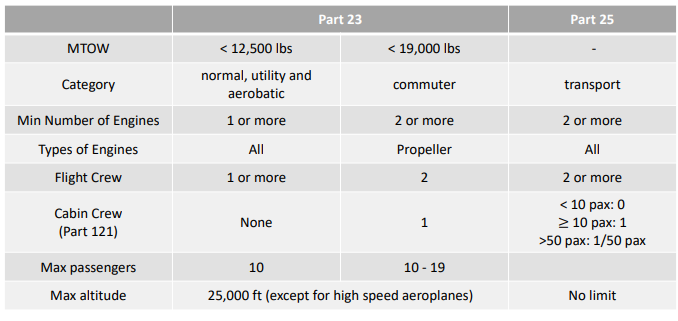 Part 23 Part 25
MTOW < 12,500 lbs < 19,000 lbs -
Category normal, utility and aerobatic commuter transport
Min Number of Engines 1 or more 2 or more 2 or more
Types of Engines All Propeller All
Flight Crew 1 or more 2 2 or more
Cabin Crew (Part 121) None 1 < 10 pax: 0
≥ 10 pax: 1
>50 pax: 1/50 pax
Max passengers 10 10 - 19
Max altitude 25,000 ft (except for high speed aeroplanes) No limit